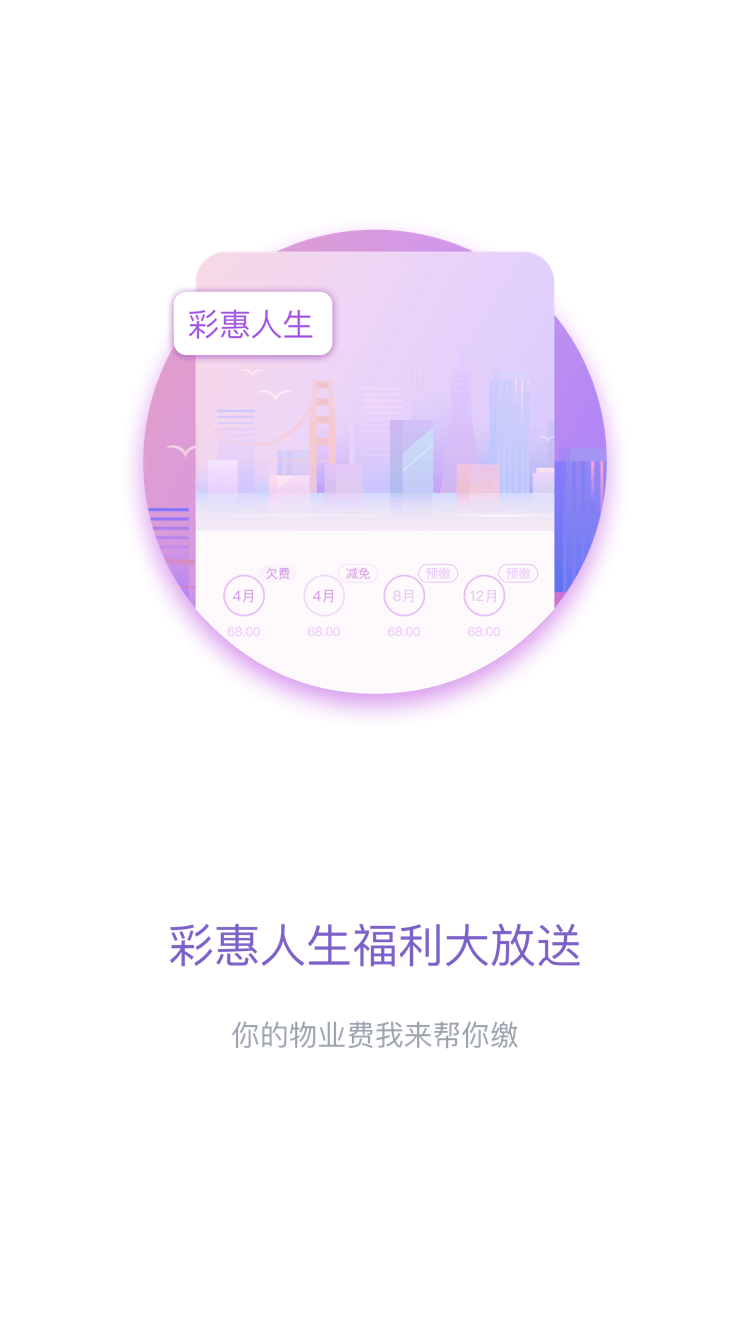 彩惠人生
欠费 减免 预缴 预缴
4月 4月 8月 12月
68.00 68.00 68.00 68.00
彩惠人生福利大放送
你的物业费我来帮你缴